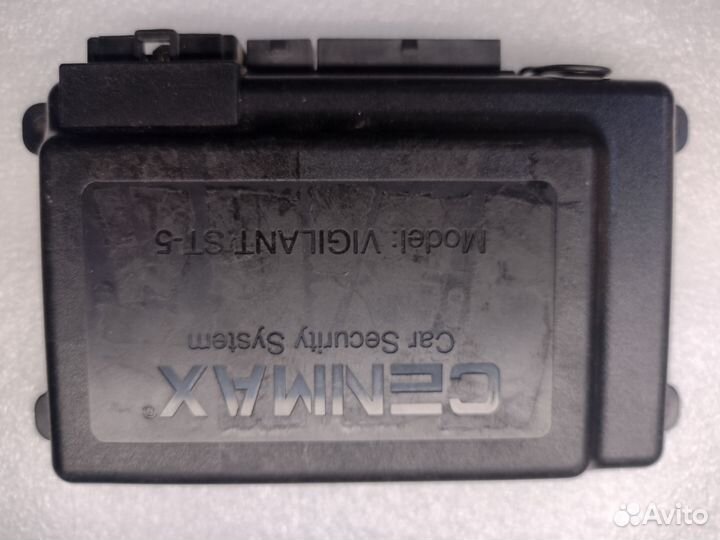 CENMAX®
Car Security System
Model: VIGILANT ST-5
Avito